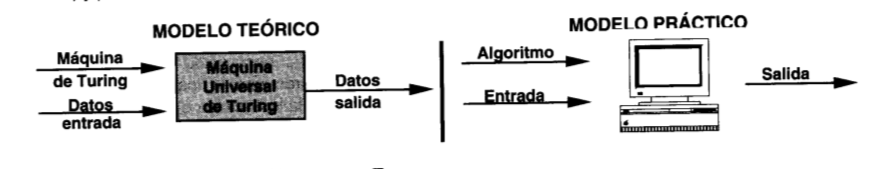 MODELO TEÓRICO
Máquina
de Turing
Datos
entrada
Máquina
Universal
de Turing
Datos
salida
MODELO PRÁCTICO
Algoritmo
Entrada
Salida